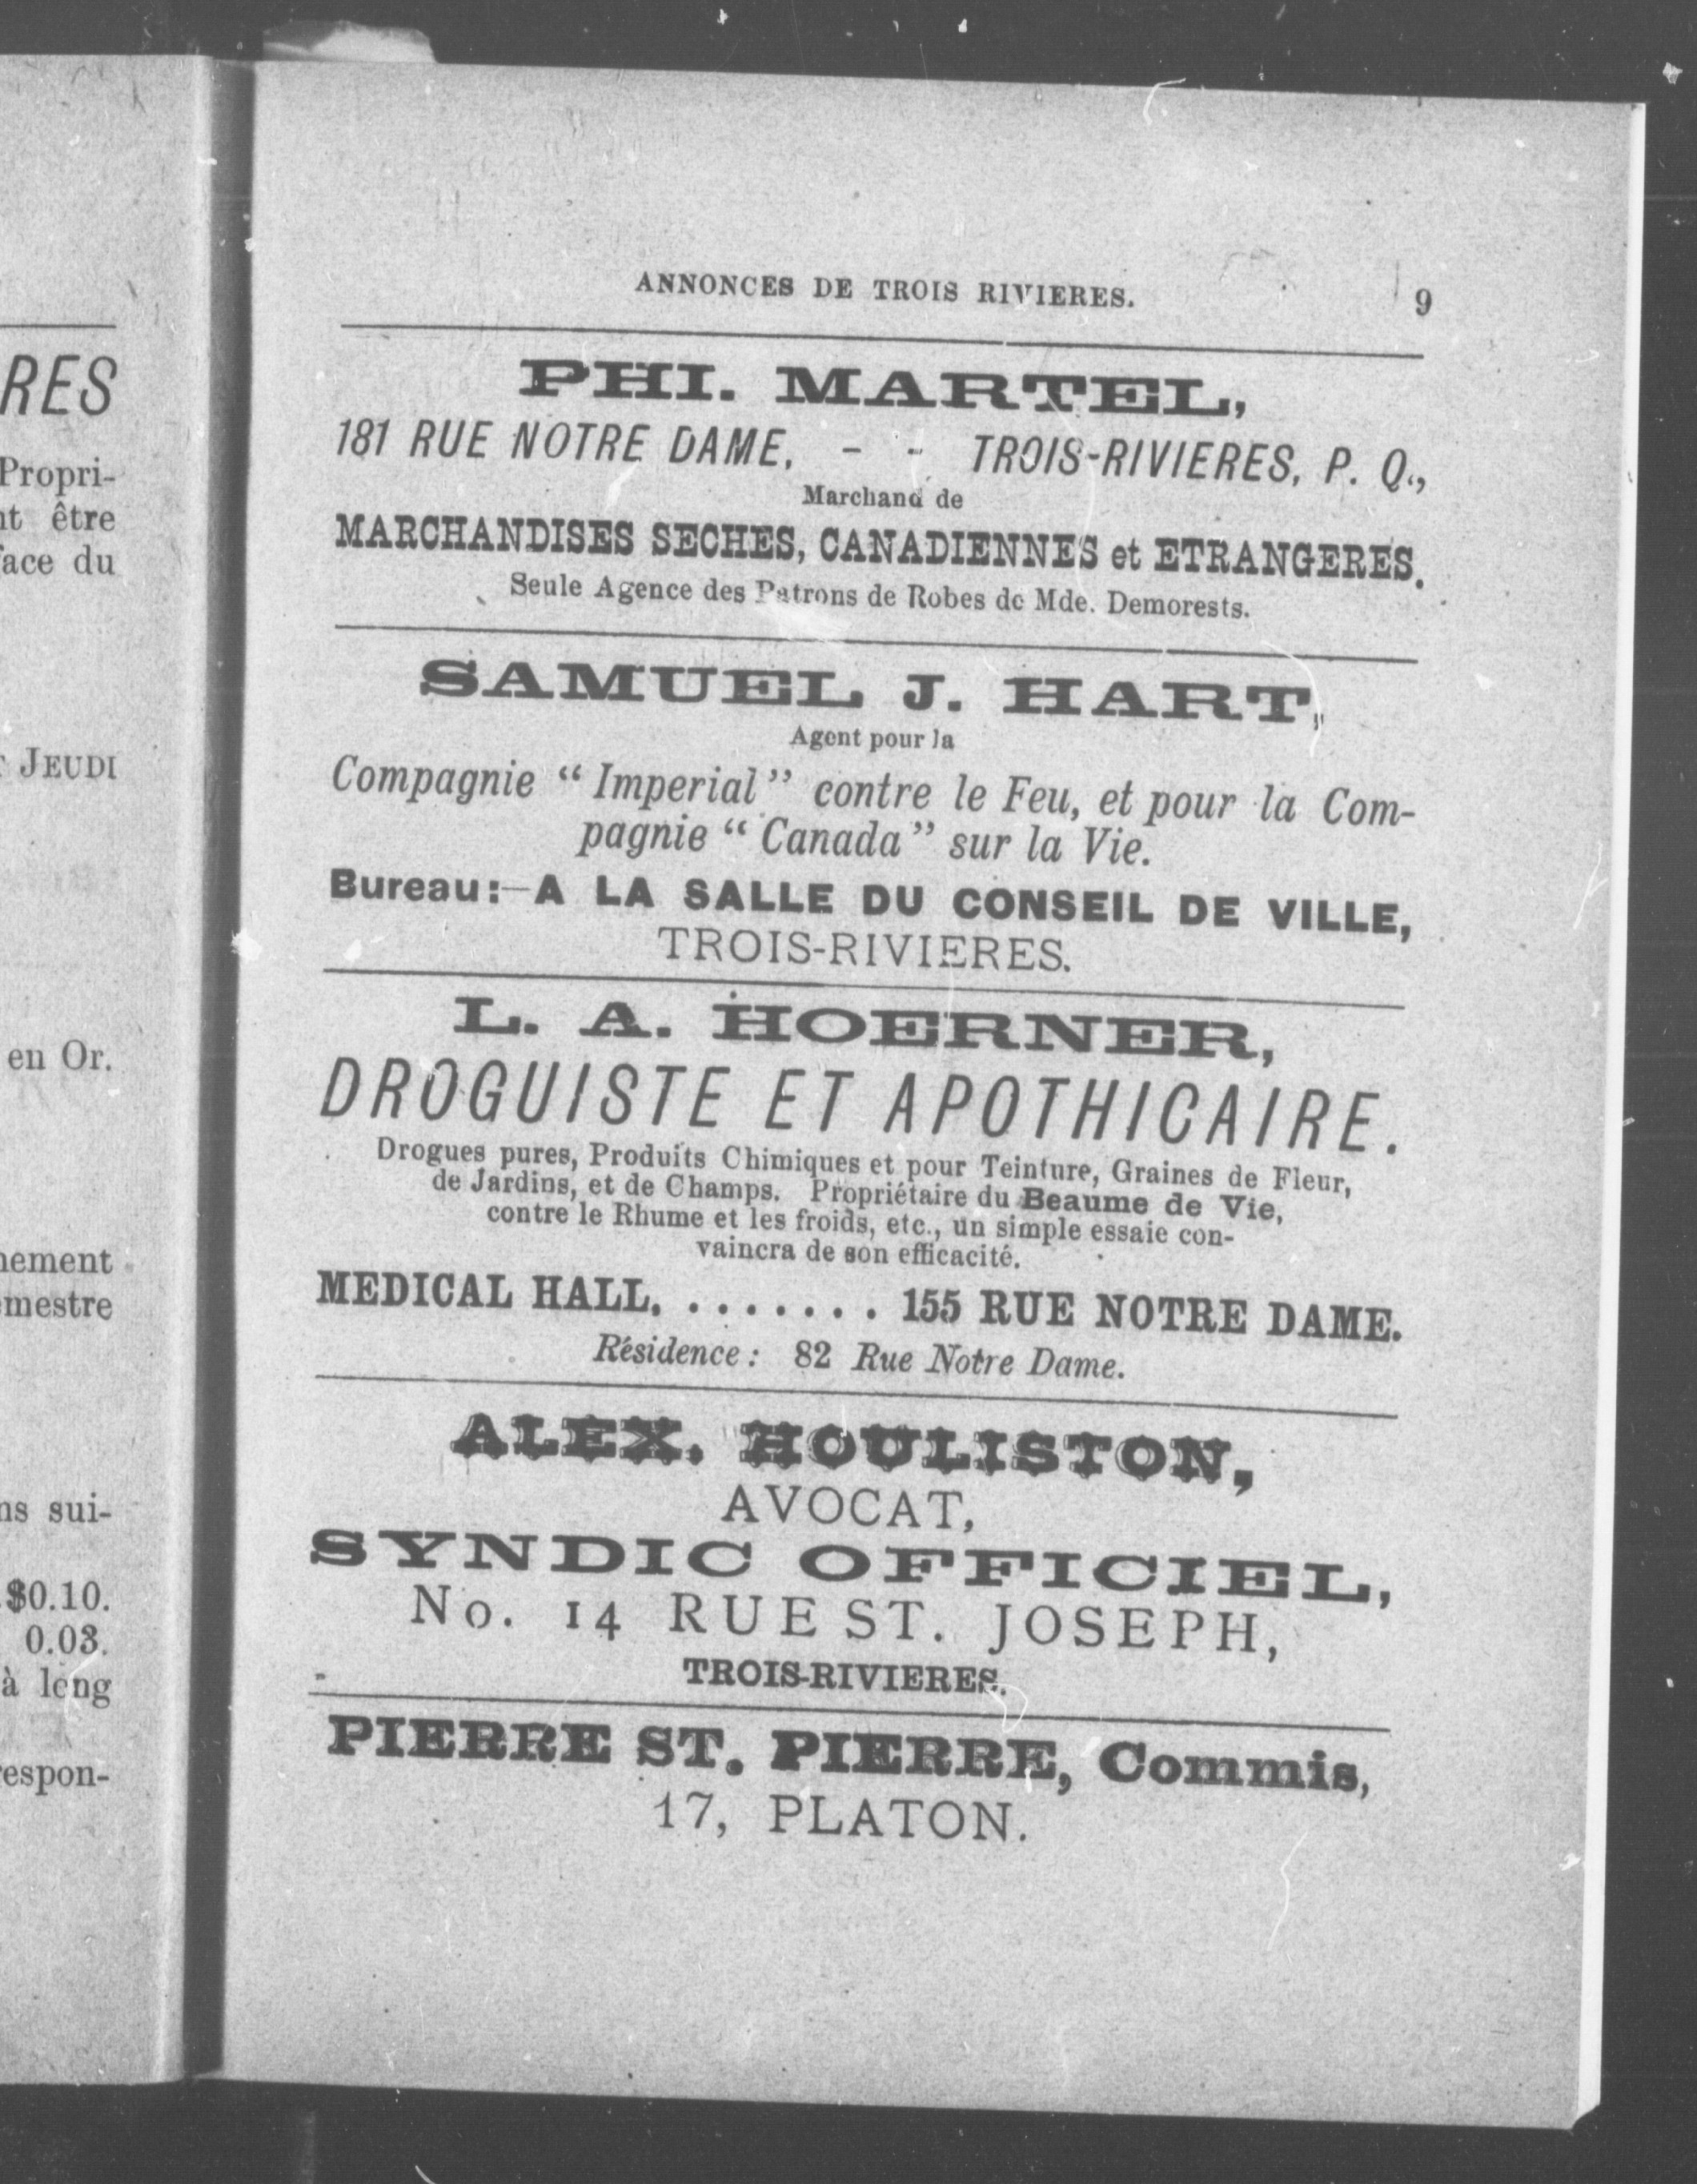 RES
Propri-
être
du
JEUDI
en Or.
mestre
sui-
$0.10.
0.03.
à long
ANNONCES DE TROIS RIVIERES. 9
PHI. MARTEL,
181 RUE NOTRE DAME, - - TROIS-RIVIERES, P. Q.,
Marchand de
MARCHANDISES SECHES, CANADIENNES et ETRANGERES.
Seule Agence des Patrons de Robes de Mde. Demorests.
SAMUEL J. HART,
Agent pour la
Compagnie "Imperial" contre le Feu, et pour la Com-
pagnie "Canada" sur la Vie.
Bureau:—A LA SALLE DU CONSEIL DE VILLE,
TROIS-RIVIERES.
L. A. HOERNER,
DROGUISTE ET APOTHICAIRE.
Drogues pures, Produits Chimiques et pour Teinture, Graines de Fleur,
de Jardins, et de Champs. Propriétaire du Beaume de Vie,
contre le Rhume et les froids, etc., un simple essaie con-
vaincra de son efficacité.
MEDICAL HALL, ....... 155 RUE NOTRE DAME.
Résidence: 82 Rue Notre Dame.
ALEX. HOULISTON,
AVOCAT,
SYNDIC OFFICIEL,
No. 14 RUE ST. JOSEPH,
TROIS-RIVIERES.
PIERRE ST. PIERRE, Commis,
17, PLATON.